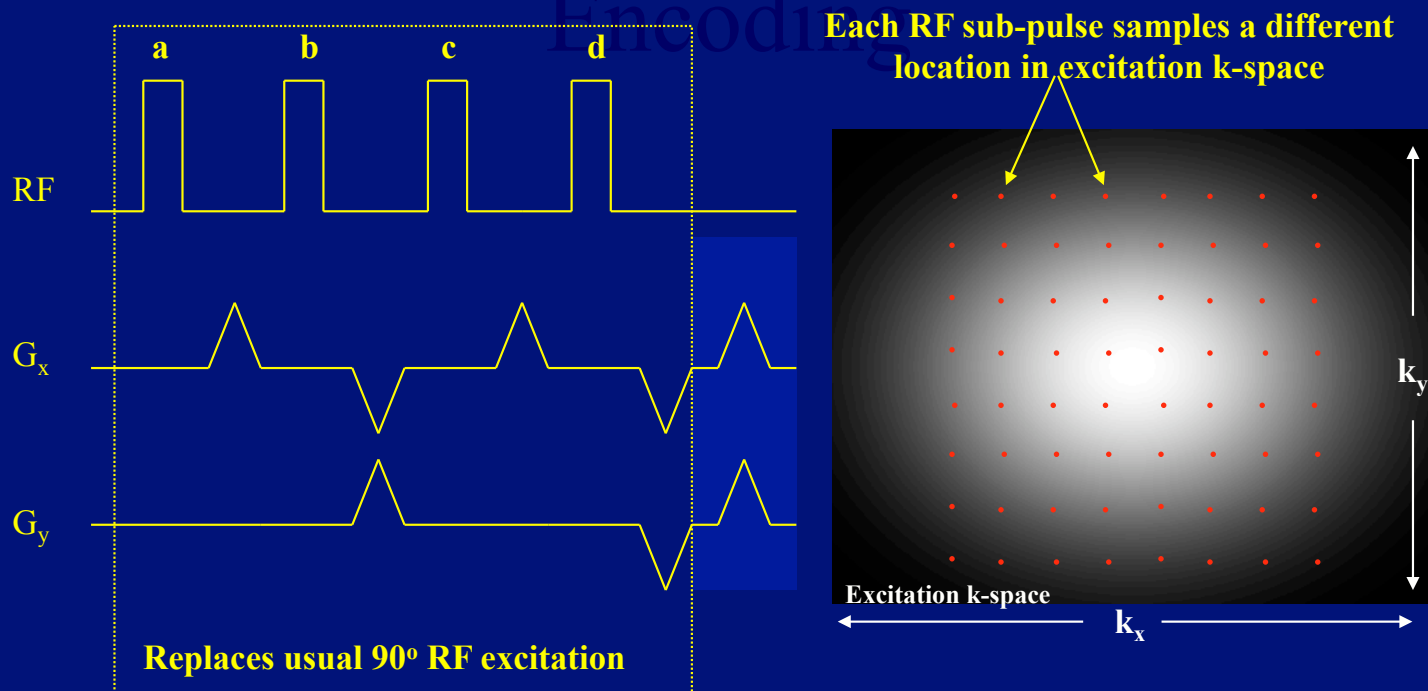 Encoding
a b c d
Each RF sub-pulse samples a different
location in excitation k-space
RF
Gx
Gy
ky
Excitation k-space
kx
Replaces usual 90º RF excitation